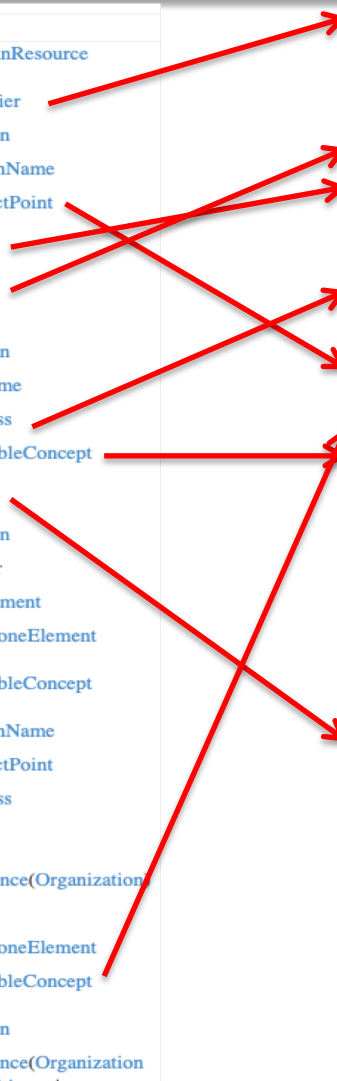 nResource
ier
n
nName
ctPoint
n
me
ss
bleConcept
n
r
ment
oneElement
bleConcept
nName
ctPoint
ss
nce(Organization)
oneElement
bleConcept
n
nce(Organization